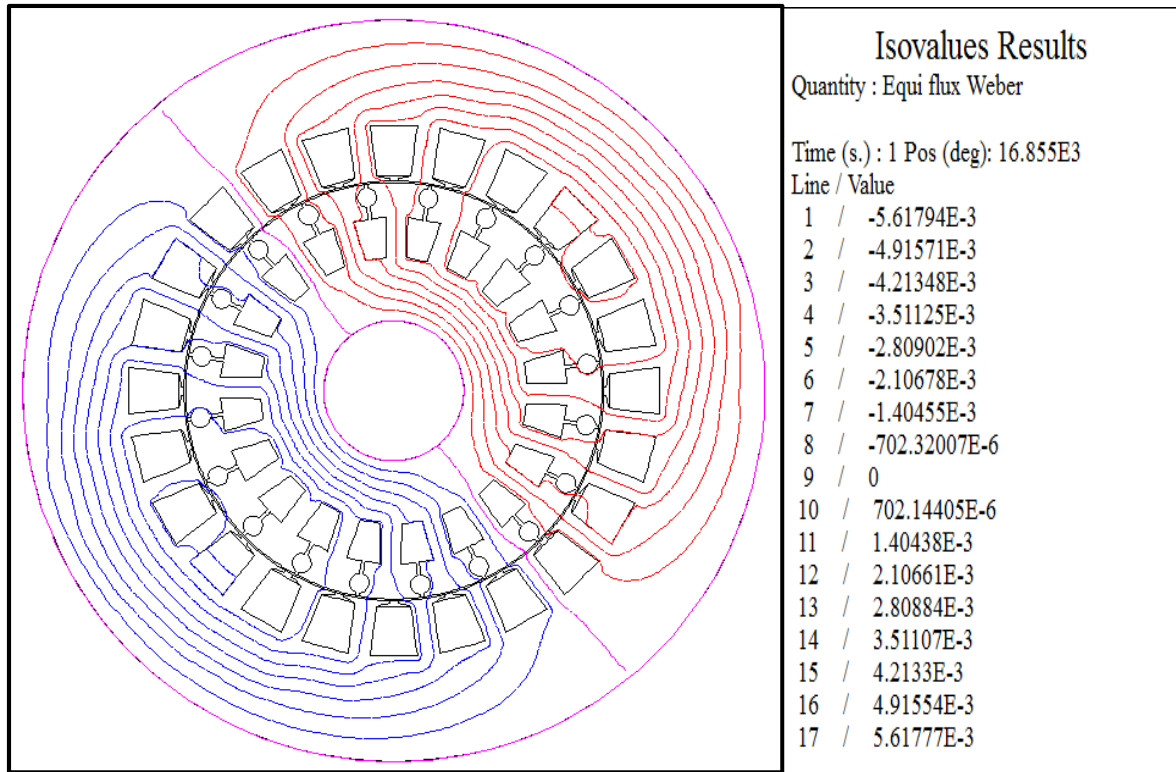 Isovalues Results
Quantity : Equi flux Weber
Time (s.) : 1 Pos (deg): 16.855E3
Line / Value
1 / -5.61794E-3
2 / -4.91571E-3
3 / -4.21348E-3
4 / -3.51125E-3
5 / -2.80902E-3
6 / -2.10678E-3
7 / -1.40455E-3
8 / -702.32007E-6
9 / 0
10 / 702.14405E-6
11 / 1.40438E-3
12 / 2.10661E-3
13 / 2.80884E-3
14 / 3.51107E-3
15 / 4.2133E-3
16 / 4.91554E-3
17 / 5.61777E-3